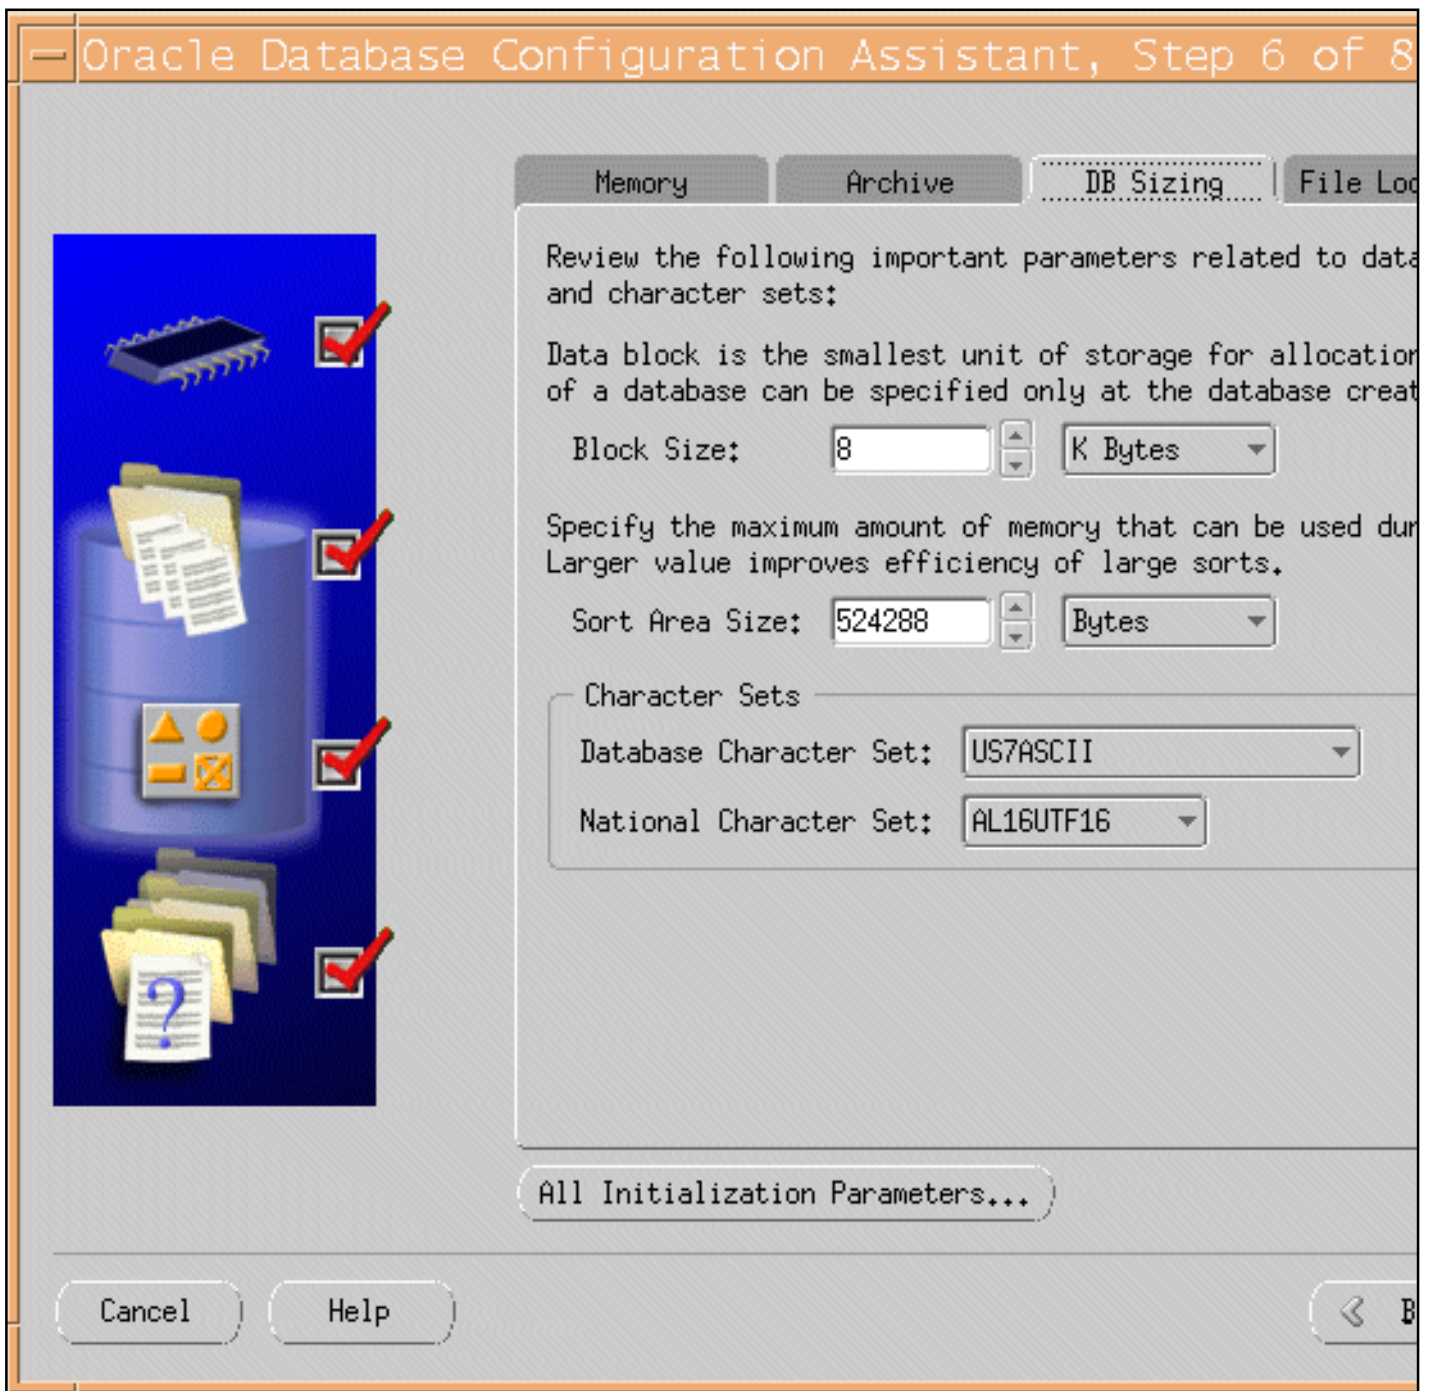 Oracle Database Configuration Assistant, Step 6 of 8
Memory
Archive
DB Sizing
File Loc
Review the following important parameters related to data
and character sets:
Data block is the smallest unit of storage for allocation
of a database can be specified only at the database creat
Block Size: 8 K Bytes
Specify the maximum amount of memory that can be used dur
Larger value improves efficiency of large sorts.
Sort Area Size: 524288 Bytes
Character Sets
Database Character Set: US7ASCII
National Character Set: AL16UTF16
?
All Initialization Parameters...
Cancel
Help
B